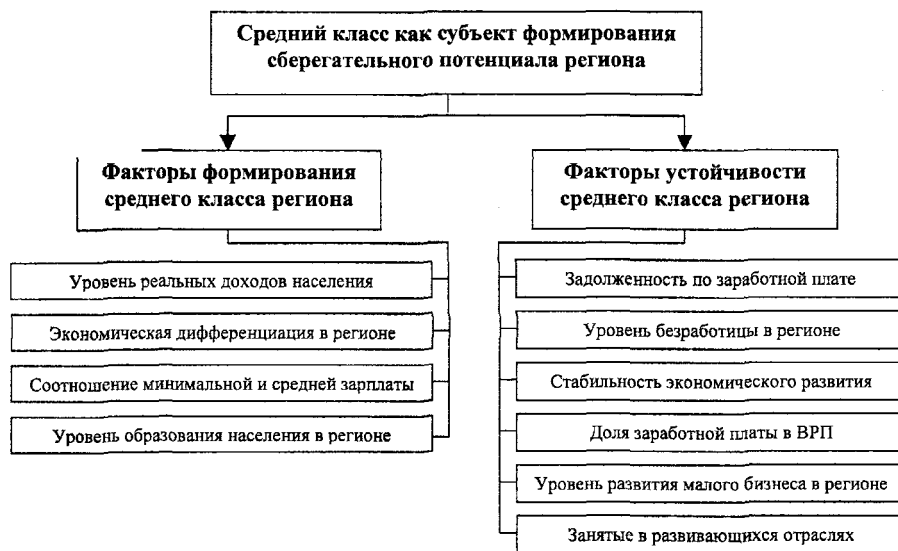 Средний класс как субъект формирования
сберегательного потенциала региона
Факторы формирования
среднего класса региона
Уровень реальных доходов населения
Экономическая дифференциация в регионе
Соотношение минимальной и средней зарплаты
Уровень образования населения в регионе
Факторы устойчивости
среднего класса региона
Задолженность по заработной плате
Уровень безработицы в регионе
Стабильность экономического развития
Доля заработной платы в ВРП
Уровень развития малого бизнеса в регионе
Занятые в развивающихся отраслях